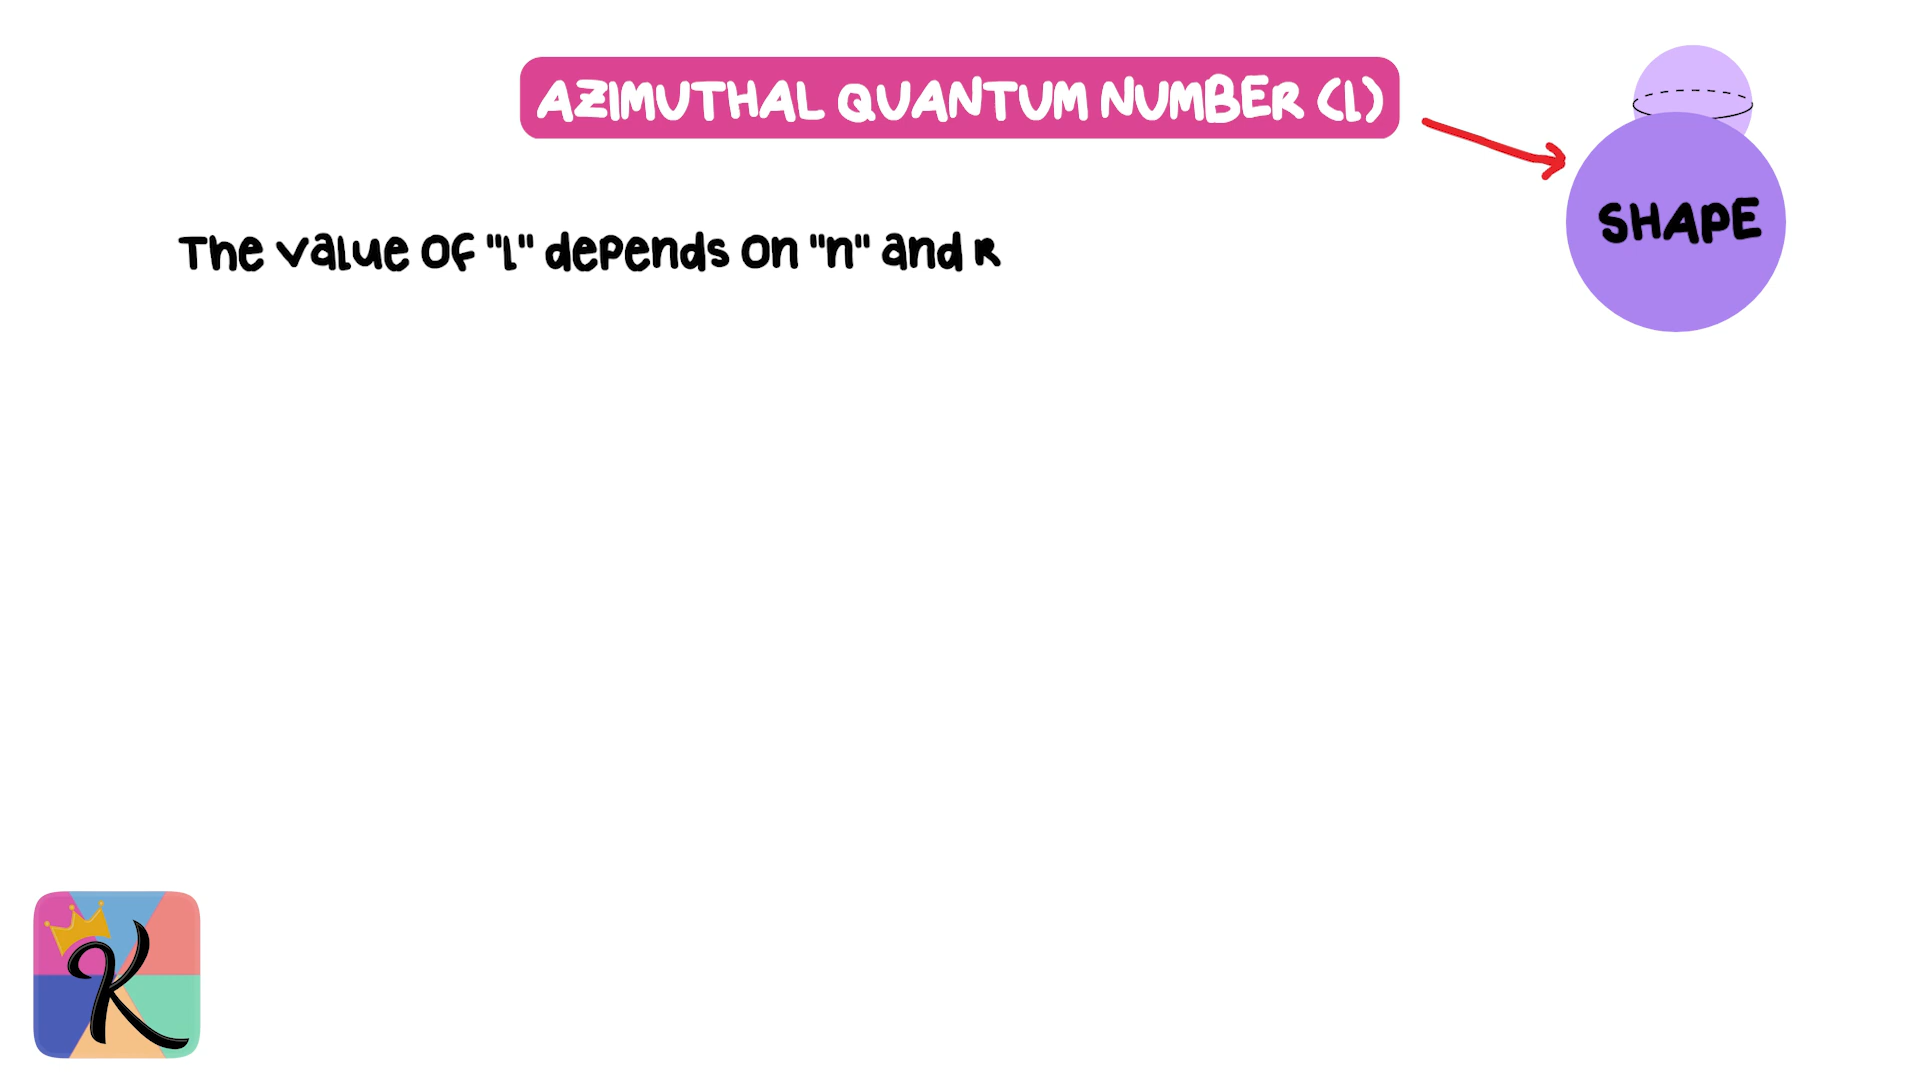 AZIMUTHAL QUANTUM NUMBER (l)
SHAPE
The value of "l" depends on "n" and R
K